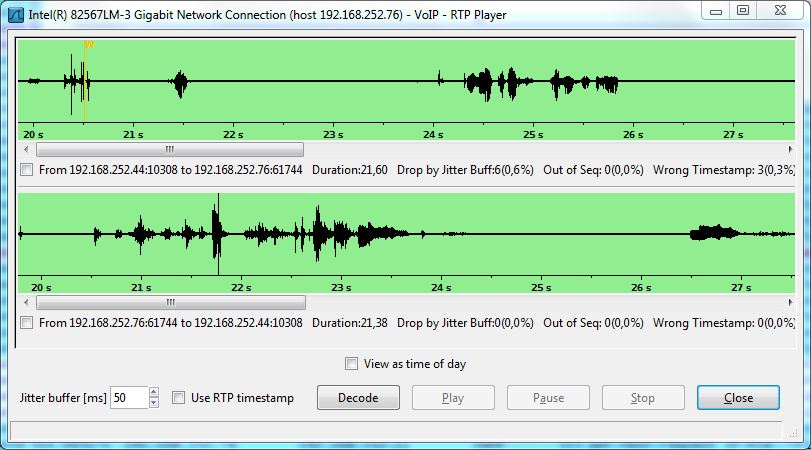 Intel(R) 82567LM-3 Gigabit Network Connection (host 192.168.252.76) - VoIP - RTP Player
W
20 s 21 s 22 s 23 s 24 s 25 s 26 s 27 s
From 192.168.252.44:10308 to 192.168.252.76:61744 Duration:21,60 Drop by Jitter Buff:6(0,6%) Out of Seq: 0(0,0%) Wrong Timestamp: 3(0,3%)
20 s 21 s 22 s 23 s 24 s 25 s 26 s 27 s
From 192.168.252.76:61744 to 192.168.252.44:10308 Duration:21,38 Drop by Jitter Buff:0(0,0%) Out of Seq: 0(0,0%) Wrong Timestamp: 0(0,0%)
View as time of day
Jitter buffer [ms] 50 Use RTP timestamp Decode Play Pause Stop Close